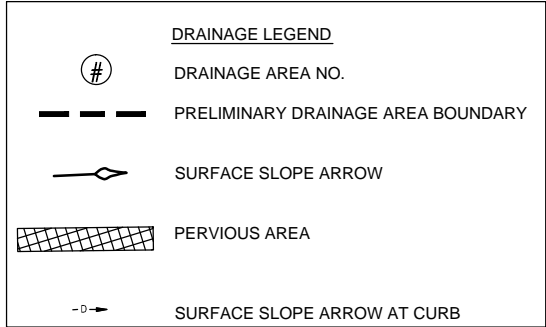 DRAINAGE LEGEND
# DRAINAGE AREA NO.
PRELIMINARY DRAINAGE AREA BOUNDARY
SURFACE SLOPE ARROW
PERVIOUS AREA
-D- SURFACE SLOPE ARROW AT CURB